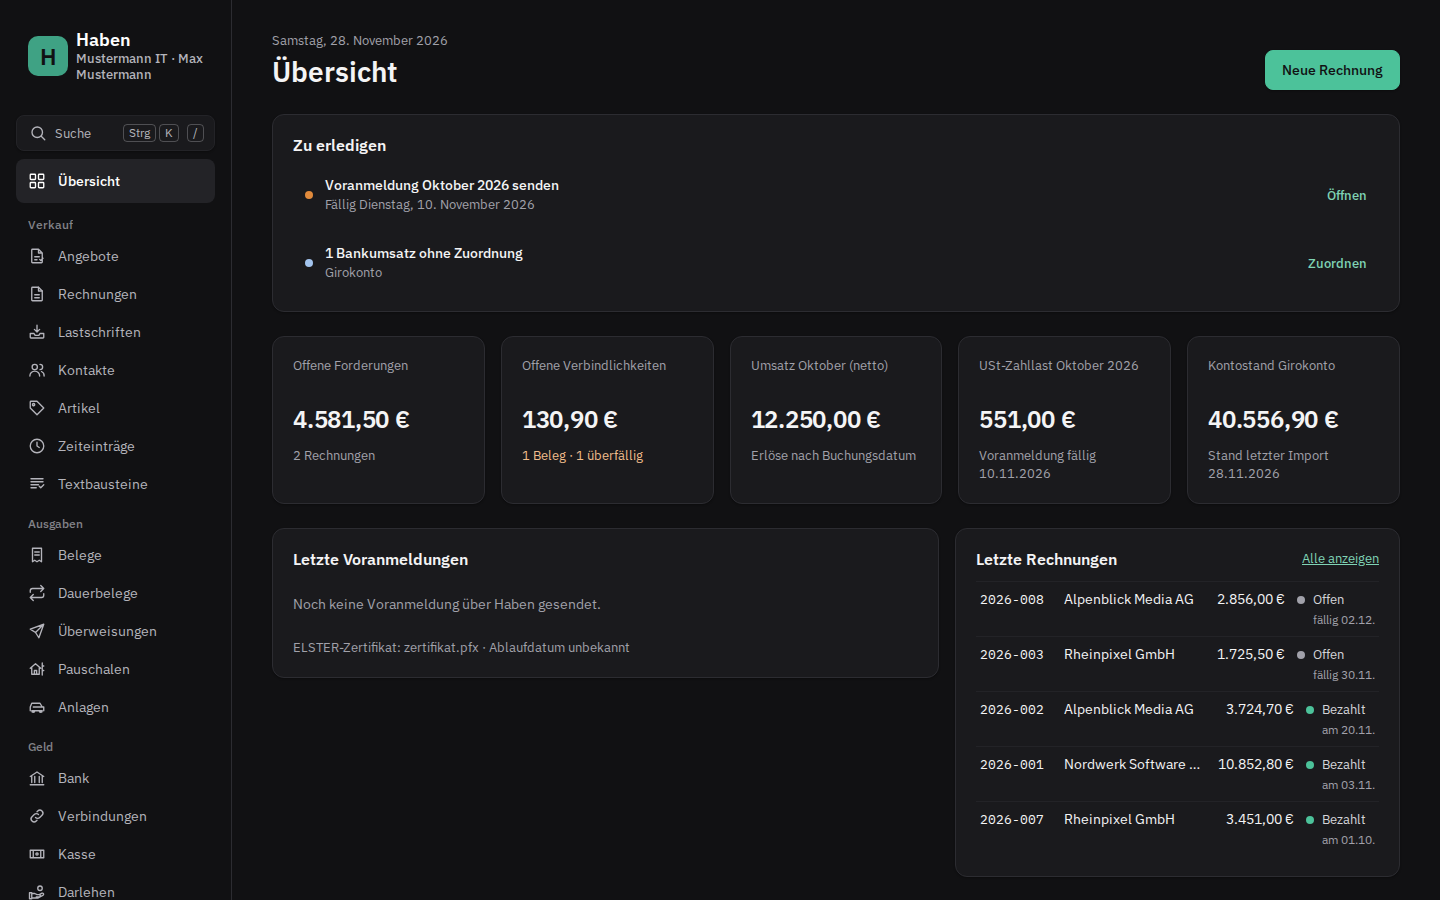 H
Haben
Mustermann IT · Max
Mustermann
Suche Strg K /
Übersicht
Verkauf
Angebote
Rechnungen
Lastschriften
Kontakte
Artikel
Zeiteinträge
Textbausteine
Ausgaben
Belege
Dauerbelege
Überweisungen
Pauschalen
Anlagen
Geld
Bank
Verbindungen
Kasse
Darlehen
Samstag, 28. November 2026
Übersicht
Neue Rechnung
Zu erledigen
Voranmeldung Oktober 2026 senden
Fällig Dienstag, 10. November 2026
Öffnen
1 Bankumsatz ohne Zuordnung
Girokonto
Zuordnen
Offene Forderungen
4.581,50 €
2 Rechnungen
Offene Verbindlichkeiten
130,90 €
1 Beleg · 1 überfällig
Umsatz Oktober (netto)
12.250,00 €
Erlöse nach Buchungsdatum
USt-Zahllast Oktober 2026
551,00 €
Voranmeldung fällig
10.11.2026
Kontostand Girokonto
40.556,90 €
Stand letzter Import
28.11.2026
Letzte Voranmeldungen
Noch keine Voranmeldung über Haben gesendet.
ELSTER-Zertifikat: zertifikat.pfx · Ablaufdatum unbekannt
Letzte Rechnungen Alle anzeigen
2026-008 Alpenblick Media AG 2.856,00 € Offen
fällig 02.12.
2026-003 Rheinpixel GmbH 1.725,50 € Offen
fällig 30.11.
2026-002 Alpenblick Media AG 3.724,70 € Bezahlt
am 20.11.
2026-001 Nordwerk Software ... 10.852,80 € Bezahlt
am 03.11.
2026-007 Rheinpixel GmbH 3.451,00 € Bezahlt
am 01.10.